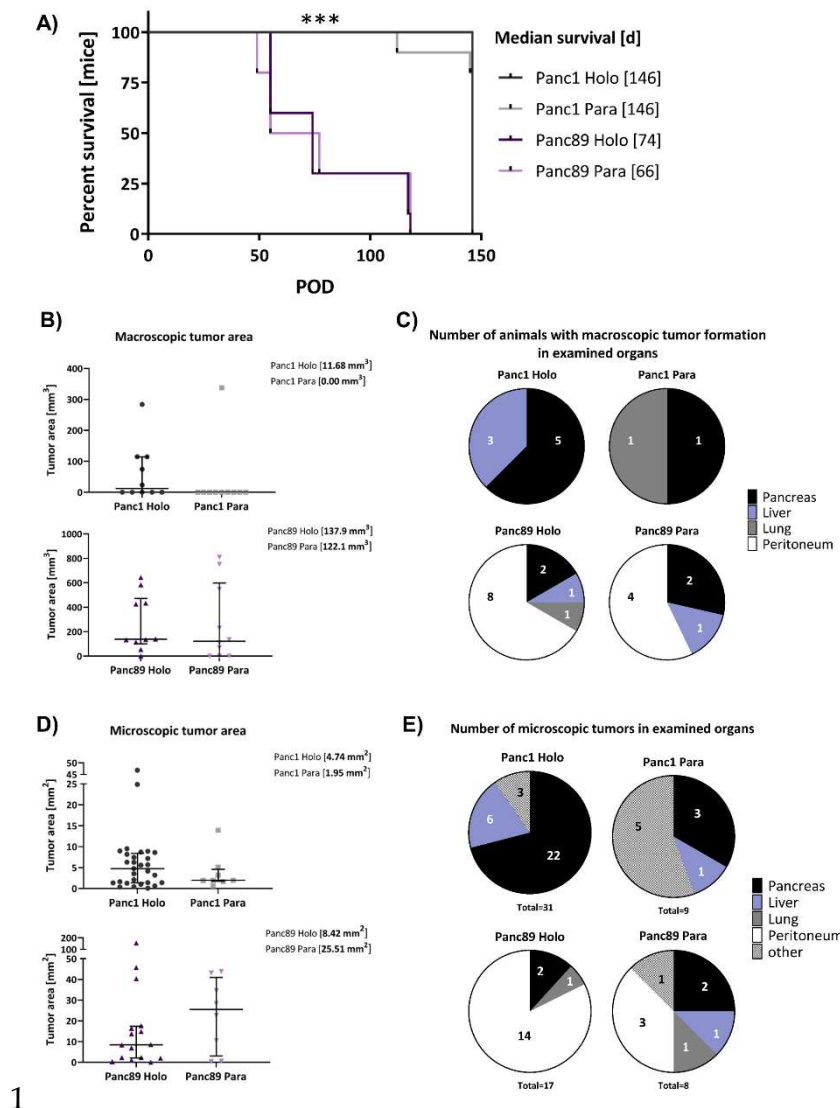 A)
***
Percent survival [mice]
100
75
50
25
0
0
50
100
150
POD
Median survival [d]
Panc1 Holo [146]
Panc1 Para [146]
Panc89 Holo [74]
Panc89 Para [66]
B)
Macroscopic tumor area
Panc1 Holo [11.68 mm³]
Panc1 Para [0.00 mm³]
Tumor area [mm³]
400
300
200
100
0
Panc1 Holo
Panc1 Para
Panc89 Holo [137.9 mm³]
Panc89 Para [122.1 mm³]
Tumor area [mm³]
1000
800
600
400
200
0
Panc89 Holo
Panc89 Para
C)
Number of animals with macroscopic tumor formation
in examined organs
Panc1 Holo
3
5
Panc1 Para
1
1
Panc89 Holo
2
1
1
8
Panc89 Para
2
1
4
Pancreas
Liver
Lung
Peritoneum
D)
Microscopic tumor area
Panc1 Holo [4.74 mm²]
Panc1 Para [1.95 mm²]
Tumor area [mm²]
50
45
25
20
15
10
5
0
Panc1 Holo
Panc1 Para
Panc89 Holo [8.42 mm²]
Panc89 Para [25.51 mm²]
Tumor area [mm²]
200
100
50
40
30
20
10
0
Panc89 Holo
Panc89 Para
E)
Number of microscopic tumors in examined organs
Panc1 Holo
3
6
22
Total=31
Panc1 Para
5
3
1
Total=9
Panc89 Holo
2
1
14
Total=17
Panc89 Para
1
2
1
1
3
Total=8
Pancreas
Liver
Lung
Peritoneum
other
1